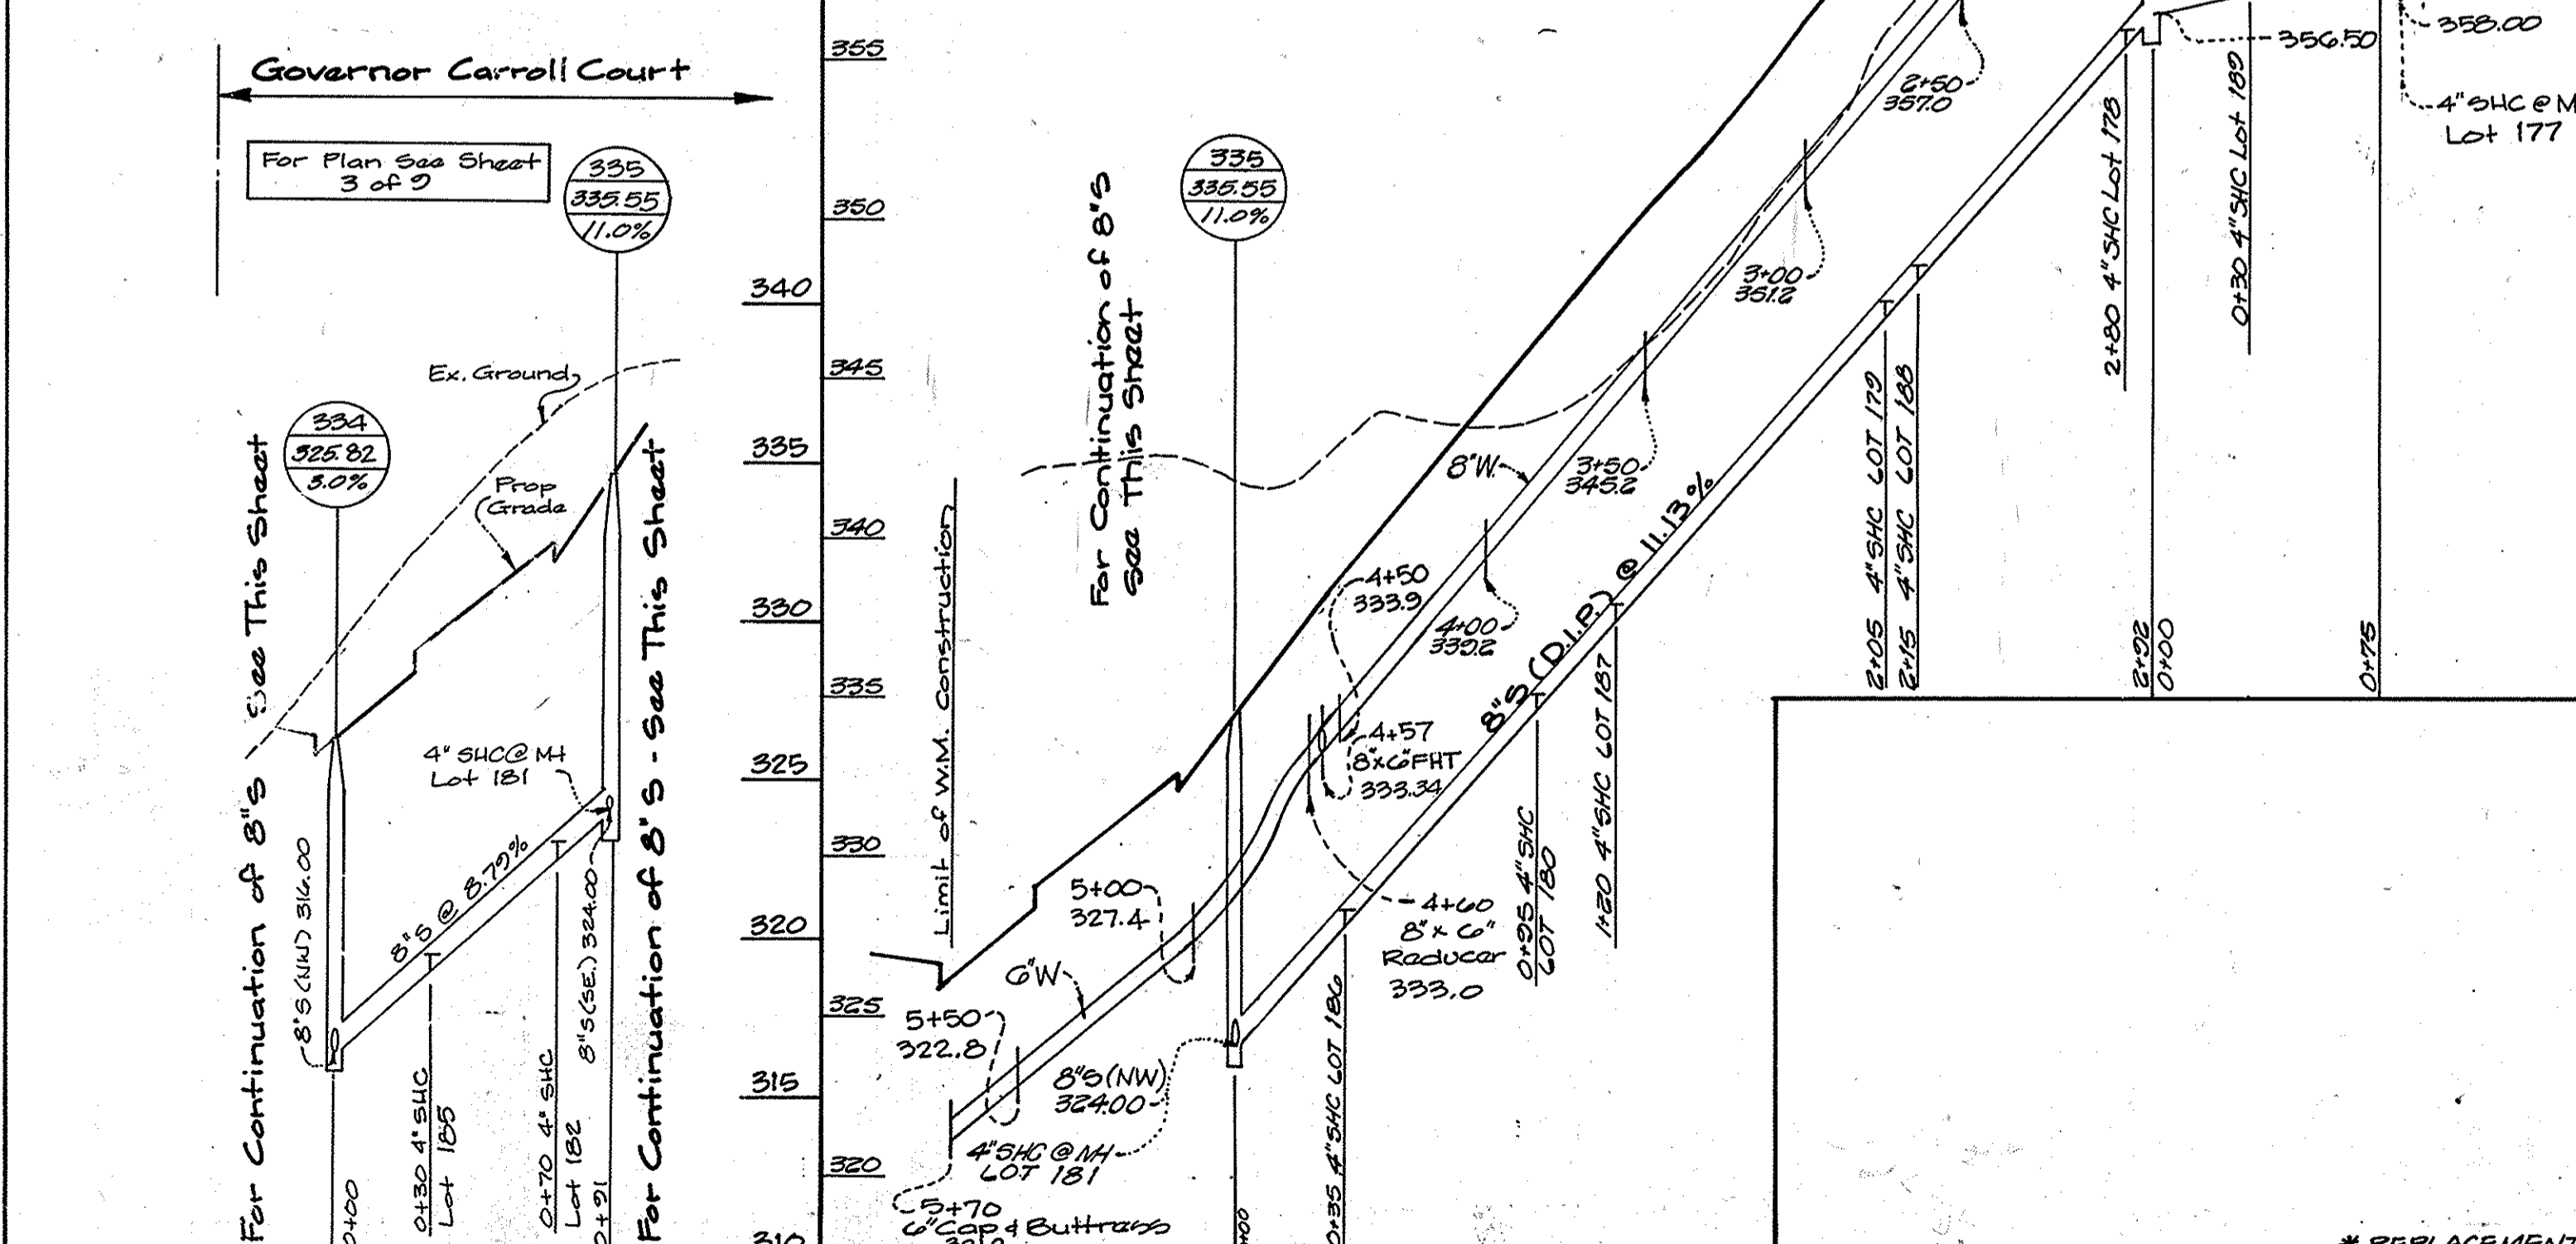 Governor Carroll Court
For Plan See Sheet
3 of 9
335
335.55
11.0%
334
325.82
3.0%
Ex. Ground
Prop
Grade
For Continuation of 8"S See This Sheet
8"S (NW) 316.00
4" SHC@ MH
Lot 181
8"S @ 8.79%
0+00
0+30 4" SHC
Lot 185
0+70 4" SHC
Lot 182
8"S (SE.) 324.00
0+91
For Continuation of 8"S - See This Sheet
340
335
330
325
320
315
310
355
350
345
340
335
330
325
320
Limit of W.M. Construction
For Continuation of 8"S
See This Sheet
335
335.55
11.0%
8"W.
6"W
2+50
357.0
3+00
351.2
3+50
345.2
4+00
339.2
4+50
333.9
4+57
8"x6"FHT
333.34
4+60
8"x 6"
Reducer
333.0
5+00
327.4
5+50
322.8
8"S (NW)
324.00
4"SHC @ MH
LOT 181
5+70
6"Cap & Buttress
8"S (D.I.P.) @ 11.13%
0+35 4"SHC LOT 186
0+95 4"SHC
LOT 180
1+20 4"SHC LOT 187
2+05 4"SHC LOT 179
2+15 4"SHC LOT 188
2+80 4"SHC Lot 178
0+30 4"SHC Lot 189
2+92
0+00
0+75
356.50
358.00
4"SHC @ M
Lot 177
* REPLACEMENT